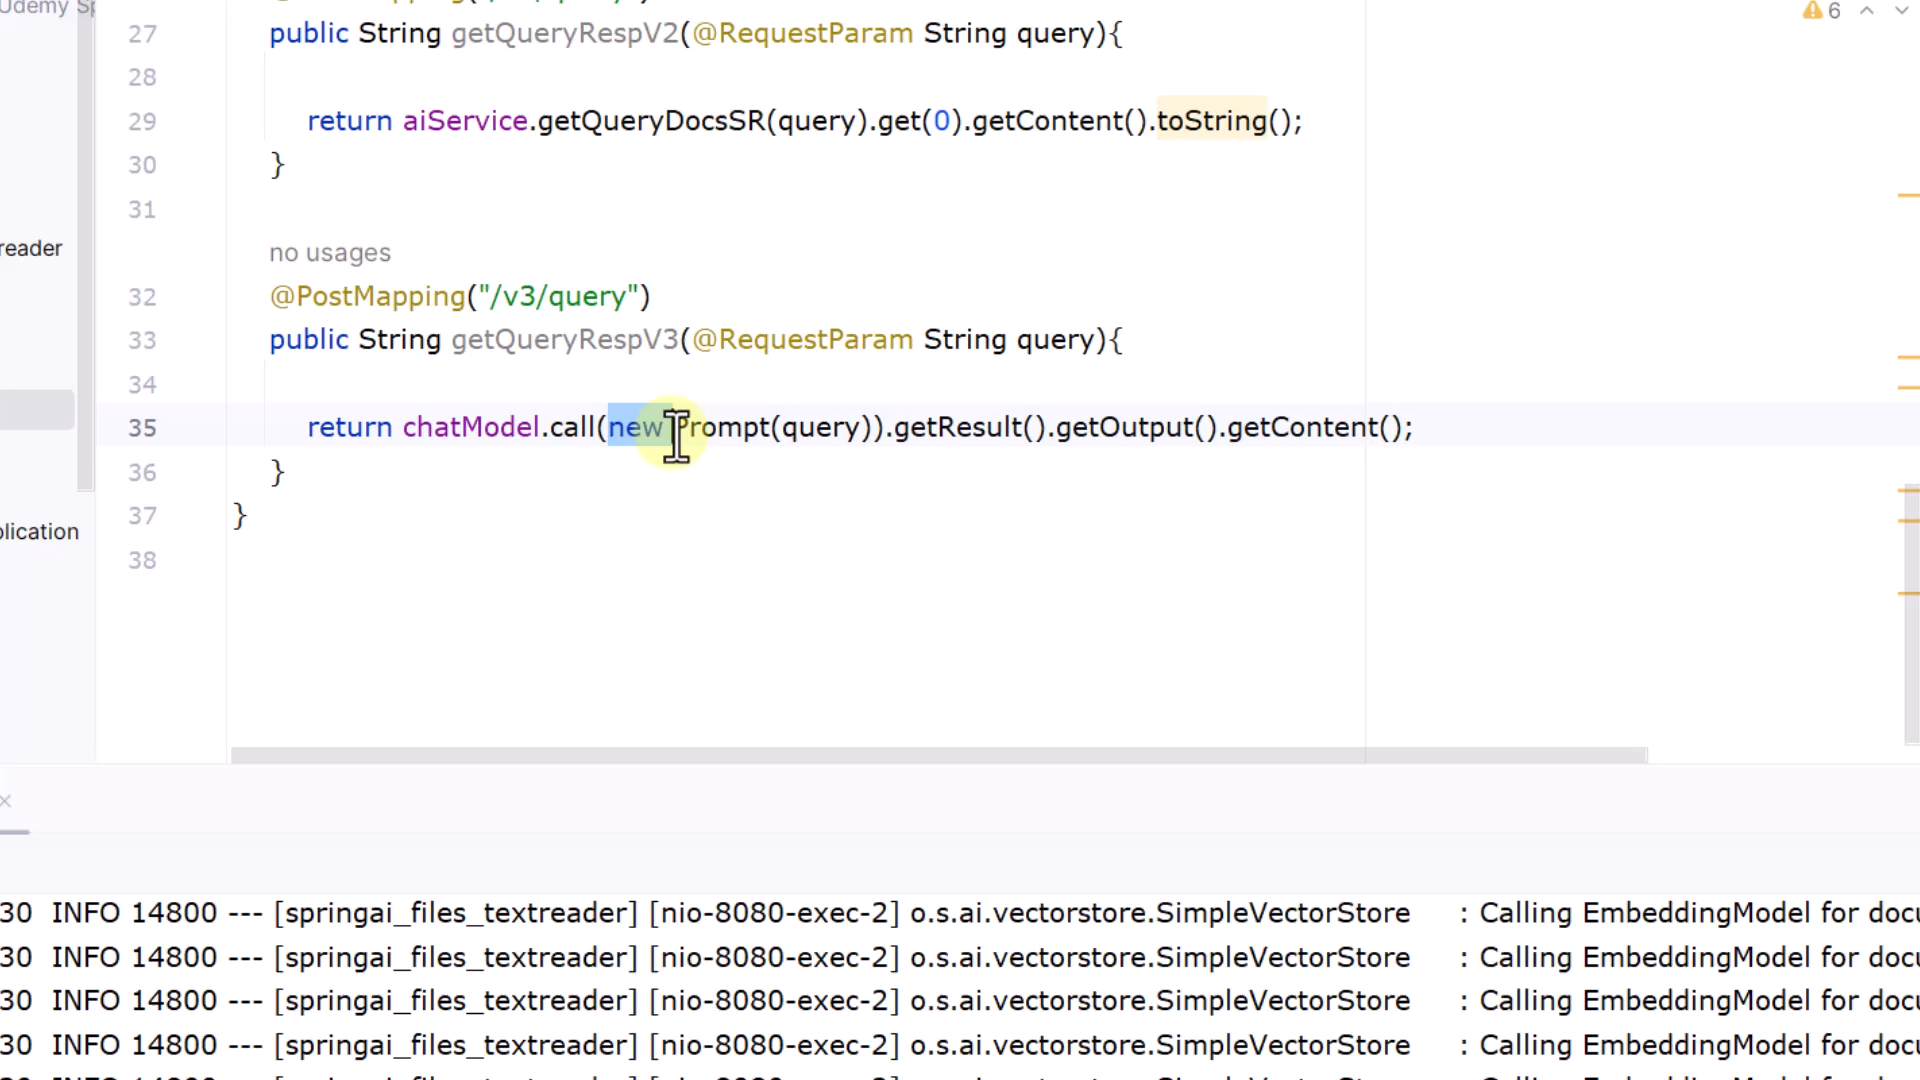 Udemy Sp
6
27 public String getQueryRespV2(@RequestParam String query){
28
29 return aiService.getQueryDocsSR(query).get(0).getContent().toString();
30 }
31
reader
no usages
32 @PostMapping("/v3/query")
33 public String getQueryRespV3(@RequestParam String query){
34
35 return chatModel.call(new Prompt(query)).getResult().getOutput().getContent();
36 }
37 }
plication
38
30 INFO 14800 --- [springai_files_textreader] [nio-8080-exec-2] o.s.ai.vectorstore.SimpleVectorStore : Calling EmbeddingModel for docu
30 INFO 14800 --- [springai_files_textreader] [nio-8080-exec-2] o.s.ai.vectorstore.SimpleVectorStore : Calling EmbeddingModel for docu
30 INFO 14800 --- [springai_files_textreader] [nio-8080-exec-2] o.s.ai.vectorstore.SimpleVectorStore : Calling EmbeddingModel for docu
30 INFO 14800 --- [springai_files_textreader] [nio-8080-exec-2] o.s.ai.vectorstore.SimpleVectorStore : Calling EmbeddingModel for docu